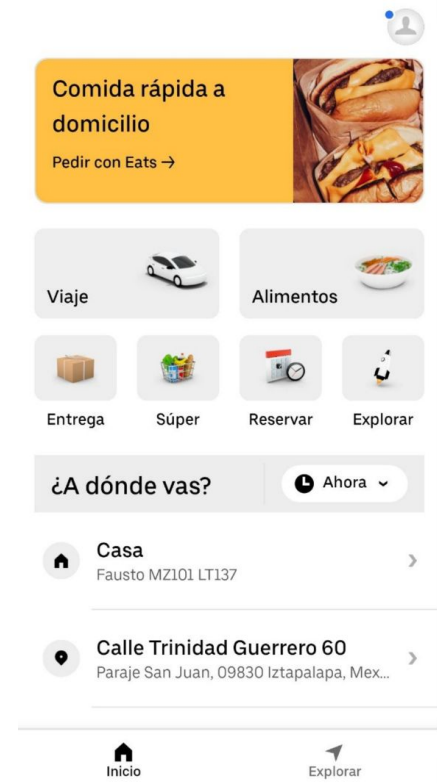 Comida rápida a
domicilio
Pedir con Eats →
Viaje
Alimentos
Entrega
Súper
Reservar
Explorar
¿A dónde vas?
Ahora
Casa
Fausto MZ101 LT137
Calle Trinidad Guerrero 60
Paraje San Juan, 09830 Iztapalapa, Mex...
Inicio
Explorar